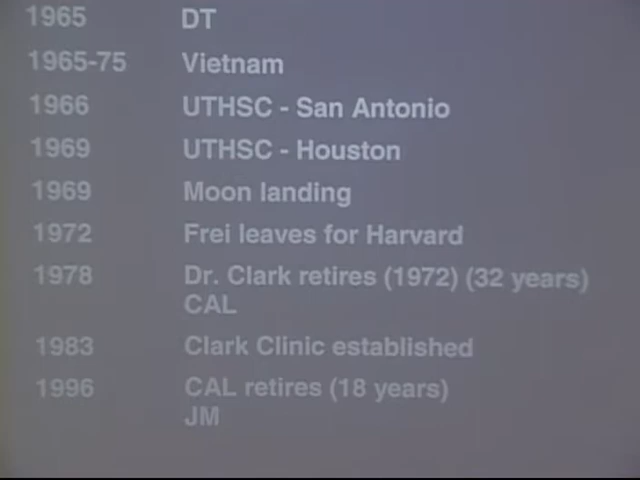 1965 DT
1965-75 Vietnam
1966 UTHSC - San Antonio
1969 UTHSC - Houston
1969 Moon landing
1972 Frei leaves for Harvard
1978 Dr. Clark retires (1972) (32 years)
CAL
1983 Clark Clinic established
1996 CAL retires (18 years)
JM